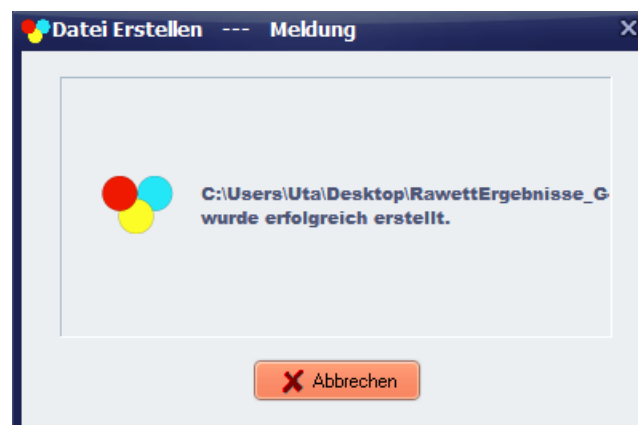 Datei Erstellen --- Meldung
C:\Users\Uta\Desktop\RawettErgebnisse_G
wurde erfolgreich erstellt.
Abbrechen